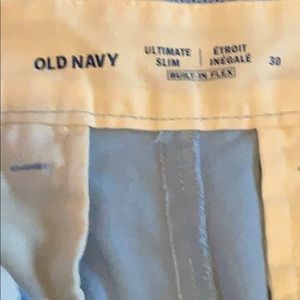 OLD NAVY
ULTIMATE SLIM
ÉTROIT INÉGALÉ
30
BUILT-IN FLEX